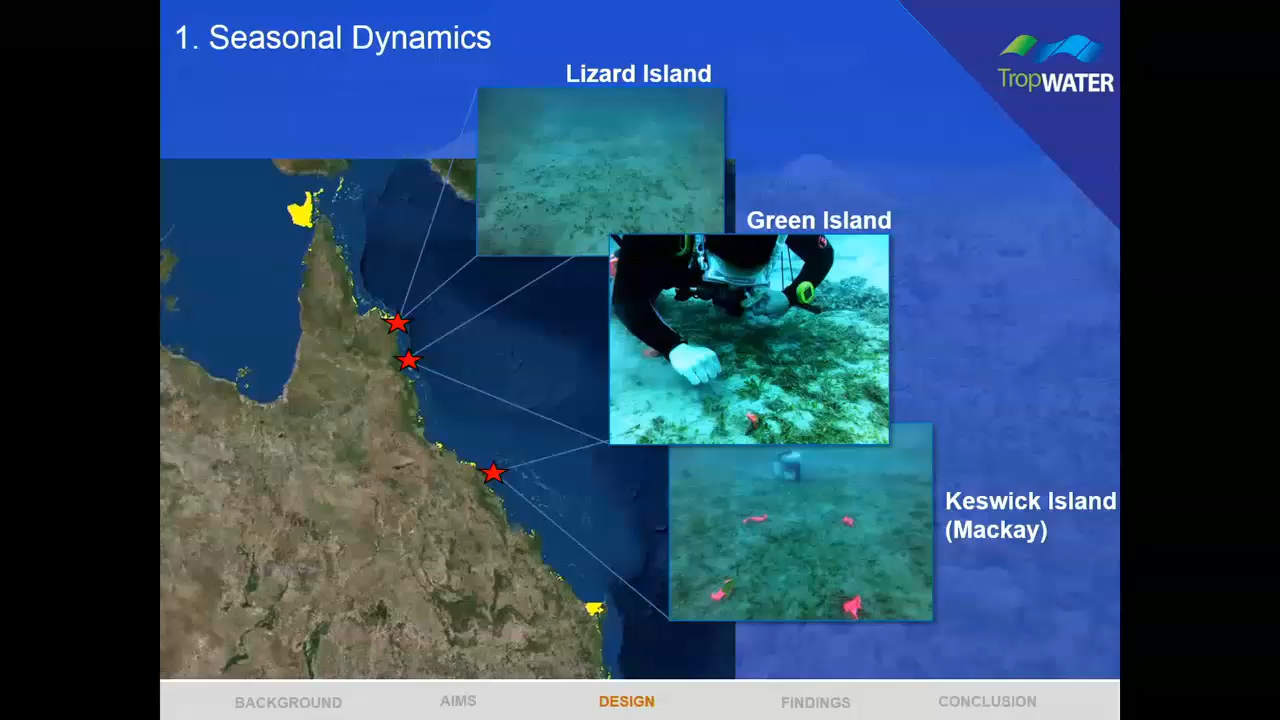 1. Seasonal Dynamics
TropWATER
Lizard Island
Green Island
Keswick Island
(Mackay)
BACKGROUND
AIMS
DESIGN
FINDINGS
CONCLUSION